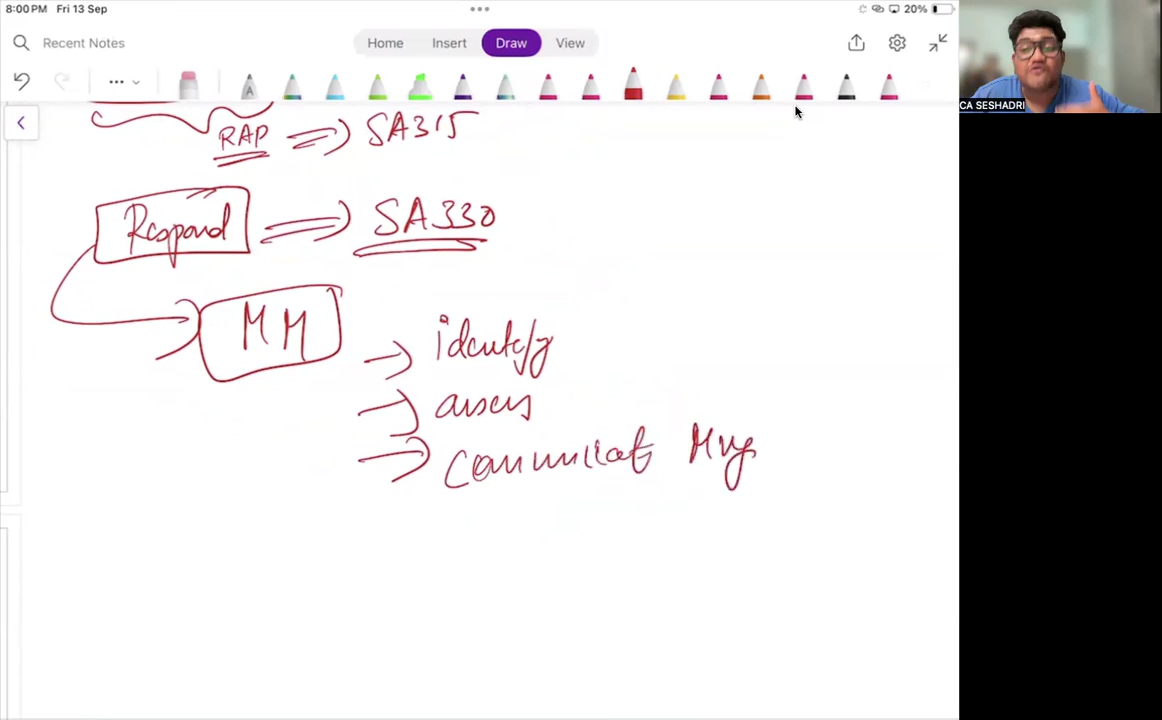 8:00 PM Fri 13 Sep
20%
Recent Notes
Home Insert Draw View
A
CA SESHADRI
RAP => SA315
Respond => SA330
MM
→ identify
→ assess
→ communicate Mug